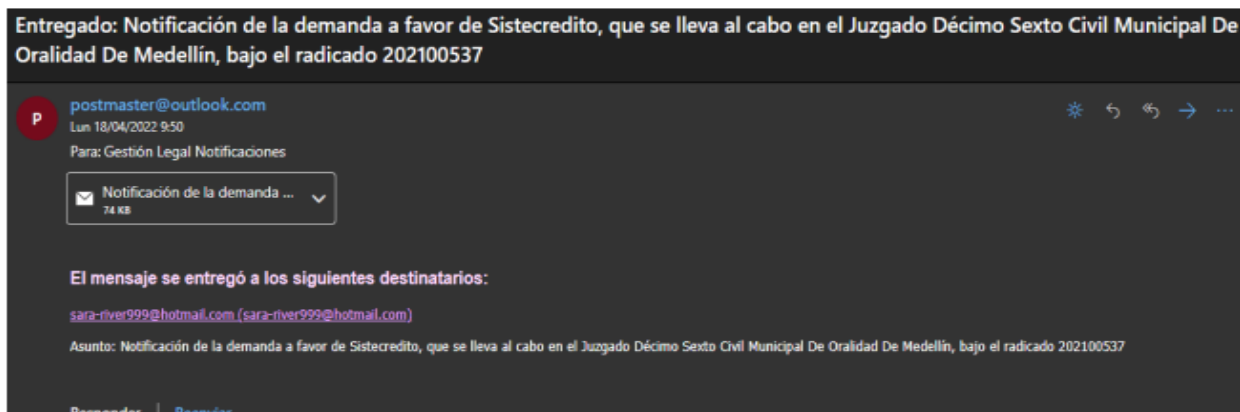 Entregado: Notificación de la demanda a favor de Sistecredito, que se lleva al cabo en el Juzgado Décimo Sexto Civil Municipal De
Oralidad De Medellín, bajo el radicado 202100537
P
postmaster@outlook.com
Lun 18/04/2022 9:50
Para: Gestión Legal Notificaciones
Notificación de la demanda ...
74 KB
El mensaje se entregó a los siguientes destinatarios:
sara-river999@hotmail.com (sara-river999@hotmail.com)
Asunto: Notificación de la demanda a favor de Sistecredito, que se lleva al cabo en el Juzgado Décimo Sexto Civil Municipal De Oralidad De Medellín, bajo el radicado 202100537
Responder | Reenviar